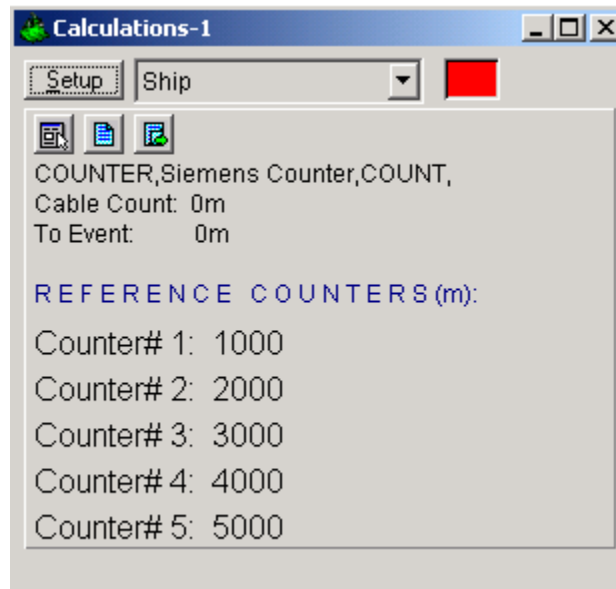 Calculations-1
Setup Ship
COUNTER,Siemens Counter,COUNT,
Cable Count: 0m
To Event: 0m
REFERENCE COUNTERS(m):
Counter# 1: 1000
Counter# 2: 2000
Counter# 3: 3000
Counter# 4: 4000
Counter# 5: 5000